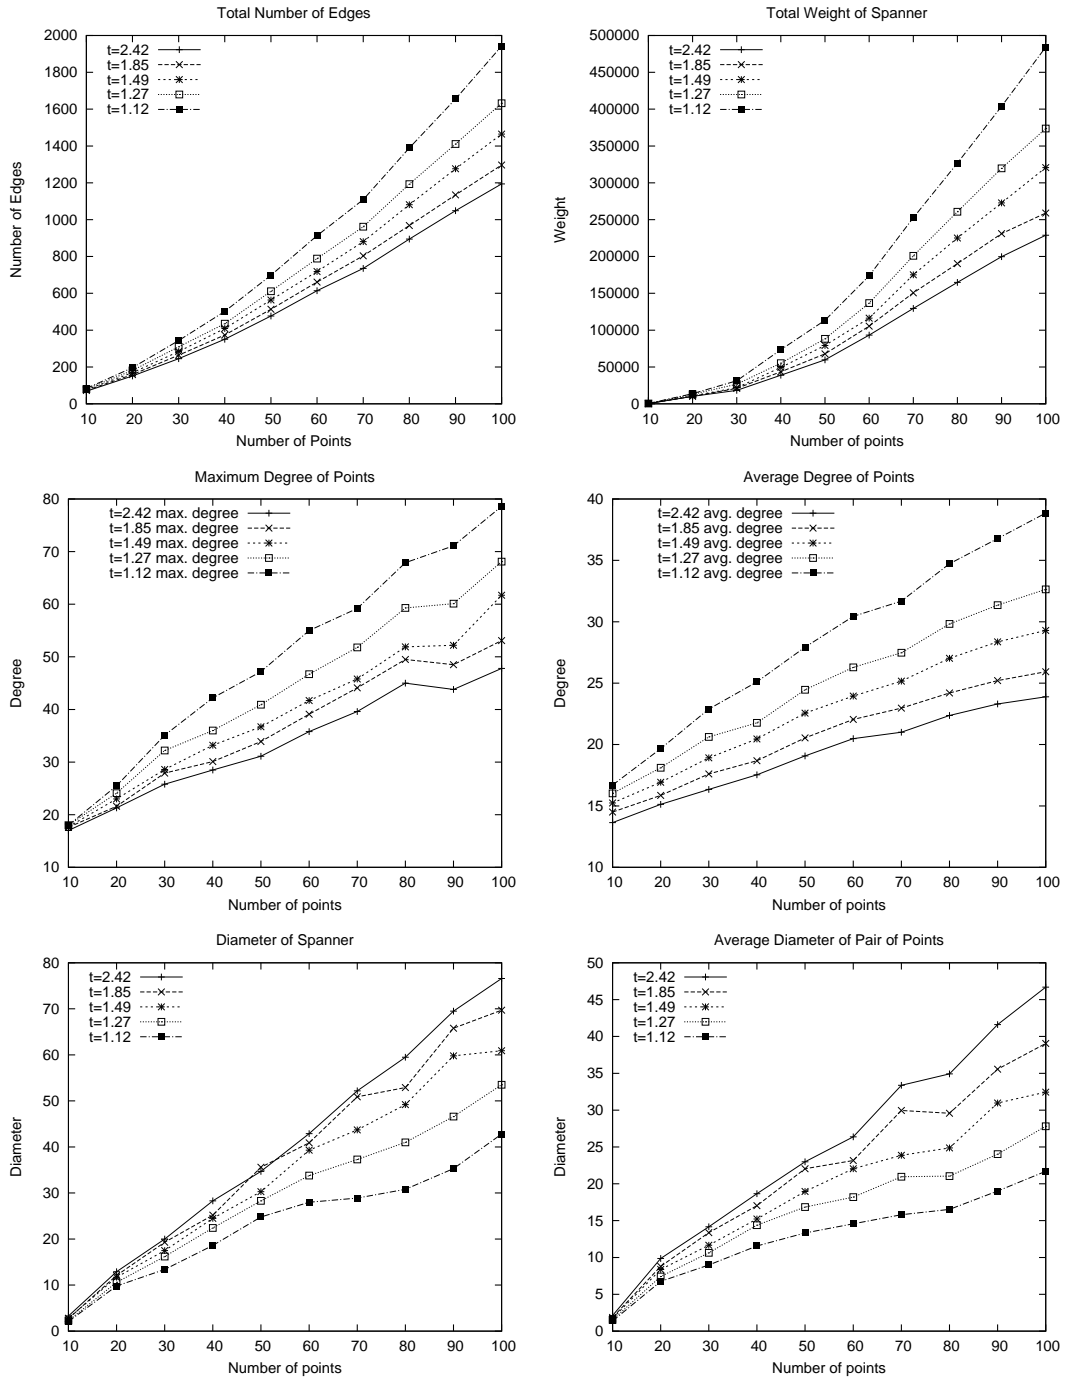 Total Number of Edges
2000
1800
1600
1400
1200
1000
800
600
400
200
0
Number of Edges
t=2.42
t=1.85
t=1.49
t=1.27
t=1.12
10 20 30 40 50 60 70 80 90 100
Number of Points
Total Weight of Spanner
500000
450000
400000
350000
300000
250000
200000
150000
100000
50000
0
Weight
t=2.42
t=1.85
t=1.49
t=1.27
t=1.12
10 20 30 40 50 60 70 80 90 100
Number of points
Maximum Degree of Points
80
70
60
50
40
30
20
10
Degree
t=2.42 max. degree
t=1.85 max. degree
t=1.49 max. degree
t=1.27 max. degree
t=1.12 max. degree
10 20 30 40 50 60 70 80 90 100
Number of points
Average Degree of Points
40
35
30
25
20
15
10
Degree
t=2.42 avg. degree
t=1.85 avg. degree
t=1.49 avg. degree
t=1.27 avg. degree
t=1.12 avg. degree
10 20 30 40 50 60 70 80 90 100
Number of points
Diameter of Spanner
80
70
60
50
40
30
20
10
0
Diameter
t=2.42
t=1.85
t=1.49
t=1.27
t=1.12
10 20 30 40 50 60 70 80 90 100
Number of points
Average Diameter of Pair of Points
50
45
40
35
30
25
20
15
10
5
0
Diameter
t=2.42
t=1.85
t=1.49
t=1.27
t=1.12
10 20 30 40 50 60 70 80 90 100
Number of points